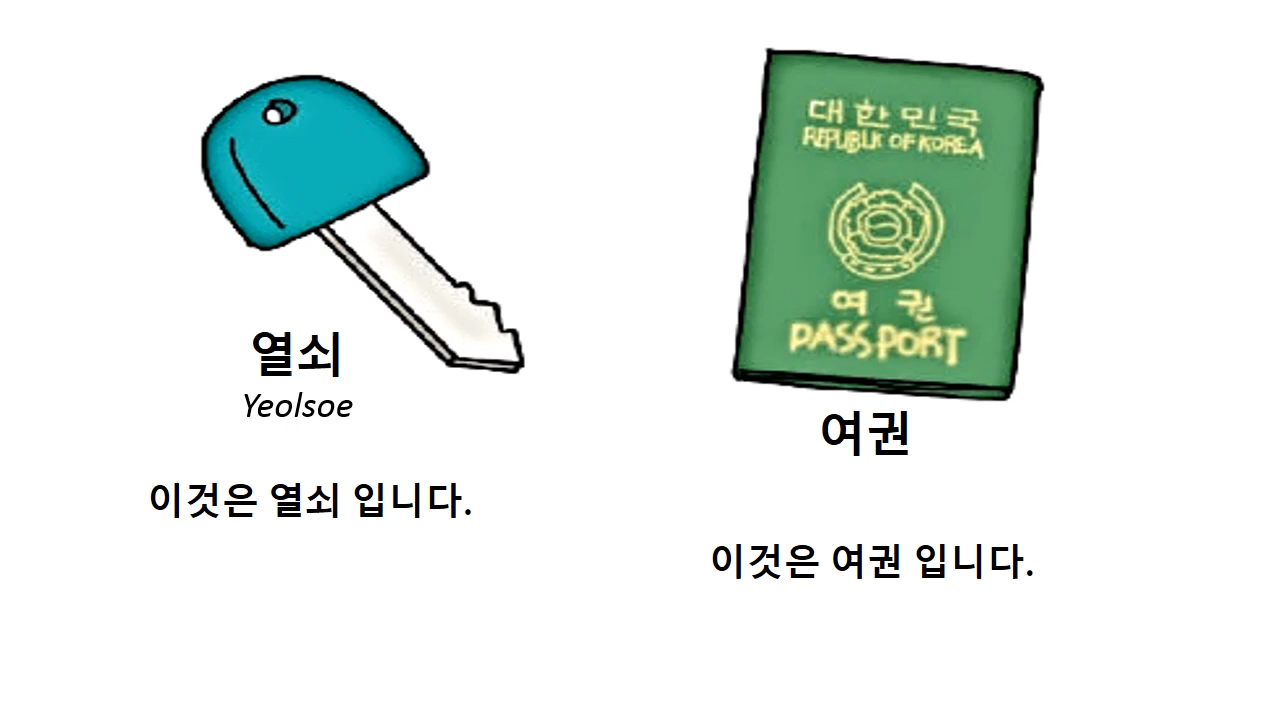 열쇠
Yeolsoe
이것은 열쇠 입니다.
대한민국
REPUBLIK OF KOREA
여 권
PASSPORT
여권
이것은 여권 입니다.